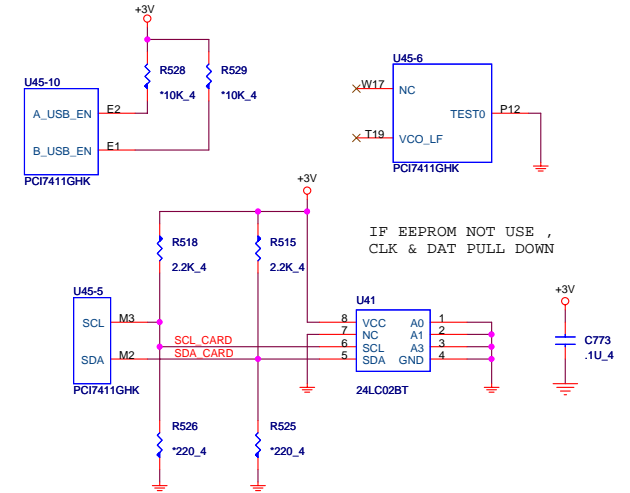 +3V
U45-10
R528
R529
*10K_4
*10K_4
A_USB_EN
E2
B_USB_EN
E1
PCI7411GHK
U45-6
W17
NC
TEST0
P12
T19
VCO_LF
PCI7411GHK
+3V
IF EEPROM NOT USE ,
CLK & DAT PULL DOWN
R518
R515
2.2K_4
2.2K_4
U45-5
SCL
M3
SDA
M2
PCI7411GHK
SCL_CARD
SDA_CARD
U41
8 VCC A0 1
7 NC A1 2
6 SCL A3 3
5 SDA GND 4
24LC02BT
+3V
C773
.1U_4
R526
*220_4
R525
*220_4